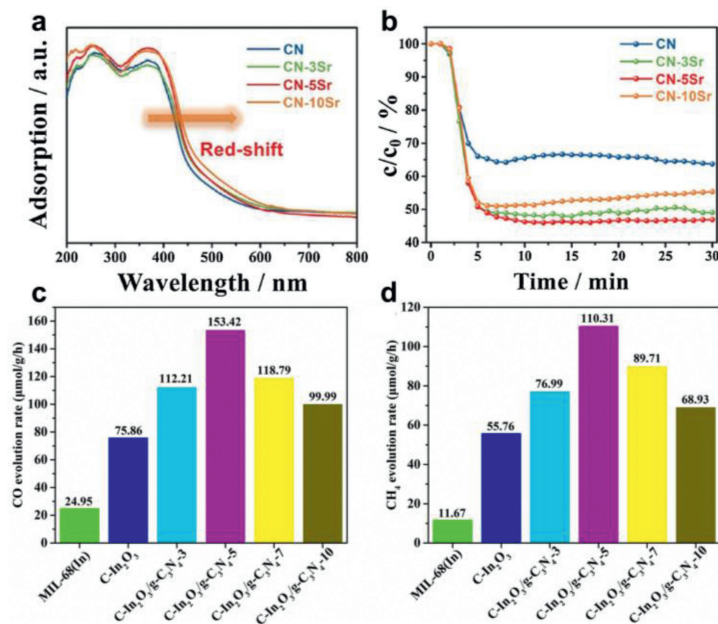 a
CN
CN-3Sr
CN-5Sr
CN-10Sr
Red-shift
Adsorption / a.u.
200 300 400 500 600 700 800
Wavelength / nm
b
CN
CN-3Sr
CN-5Sr
CN-10Sr
c/c₀ / %
100
90
80
70
60
50
40
0 5 10 15 20 25 30
Time / min
c
CO evolution rate (μmol/g/h)
160
140
120
100
80
60
40
20
0
24.95
75.86
112.21
153.42
118.79
99.99
MIL-68(In)
C-In₂O₃
C-In₂O₃/g-C₃N₄-3
C-In₂O₃/g-C₃N₄-5
C-In₂O₃/g-C₃N₄-7
C-In₂O₃/g-C₃N₄-10
d
CH₄ evolution rate (μmol/g/h)
120
100
80
60
40
20
0
11.67
55.76
76.99
110.31
89.71
68.93
MIL-68(In)
C-In₂O₃
C-In₂O₃/g-C₃N₄-3
C-In₂O₃/g-C₃N₄-5
C-In₂O₃/g-C₃N₄-7
C-In₂O₃/g-C₃N₄-10